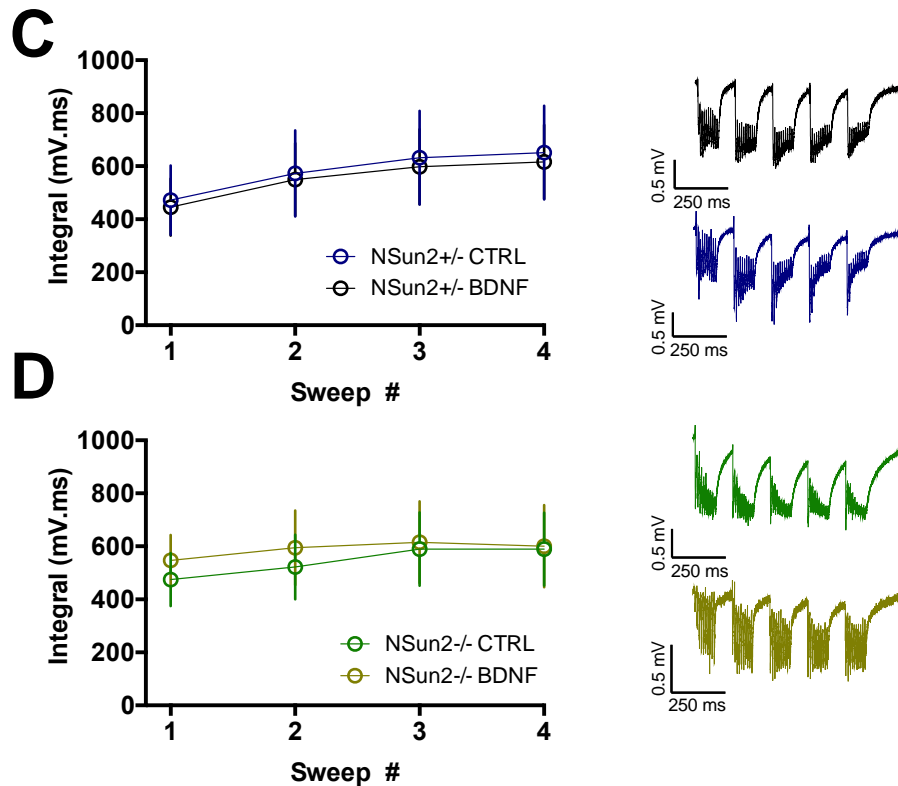 C
1000
800
600
400
200
0
Integral (mV.ms)
1 2 3 4
Sweep #
NSun2+/- CTRL
NSun2+/- BDNF
0.5 mV
250 ms
0.5 mV
250 ms
D
1000
800
600
400
200
0
Integral (mV.ms)
1 2 3 4
Sweep #
NSun2-/- CTRL
NSun2-/- BDNF
0.5 mV
250 ms
0.5 mV
250 ms